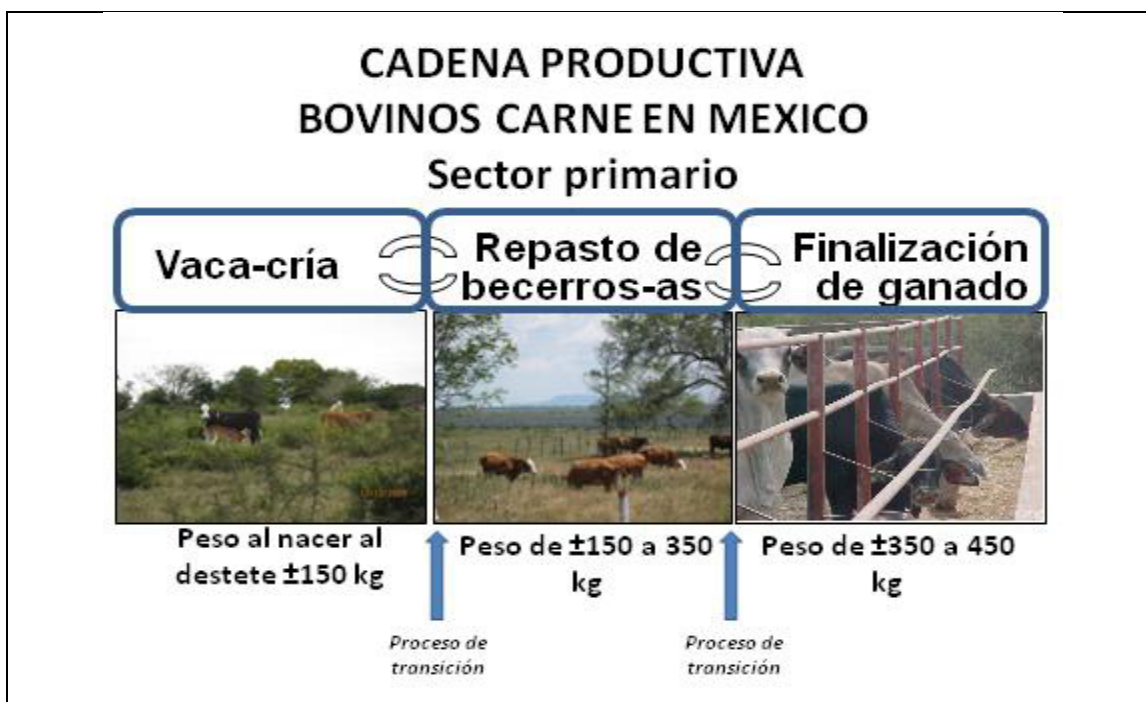 CADENA PRODUCTIVA
BOVINOS CARNE EN MEXICO
Sector primario
Vaca-cría
Repasto de
becerros-as
Finalización
de ganado
Peso al nacer al
destete ±150 kg
Peso de ±150 a 350
kg
Peso de ±350 a 450
kg
Proceso de
transición
Proceso de
transición